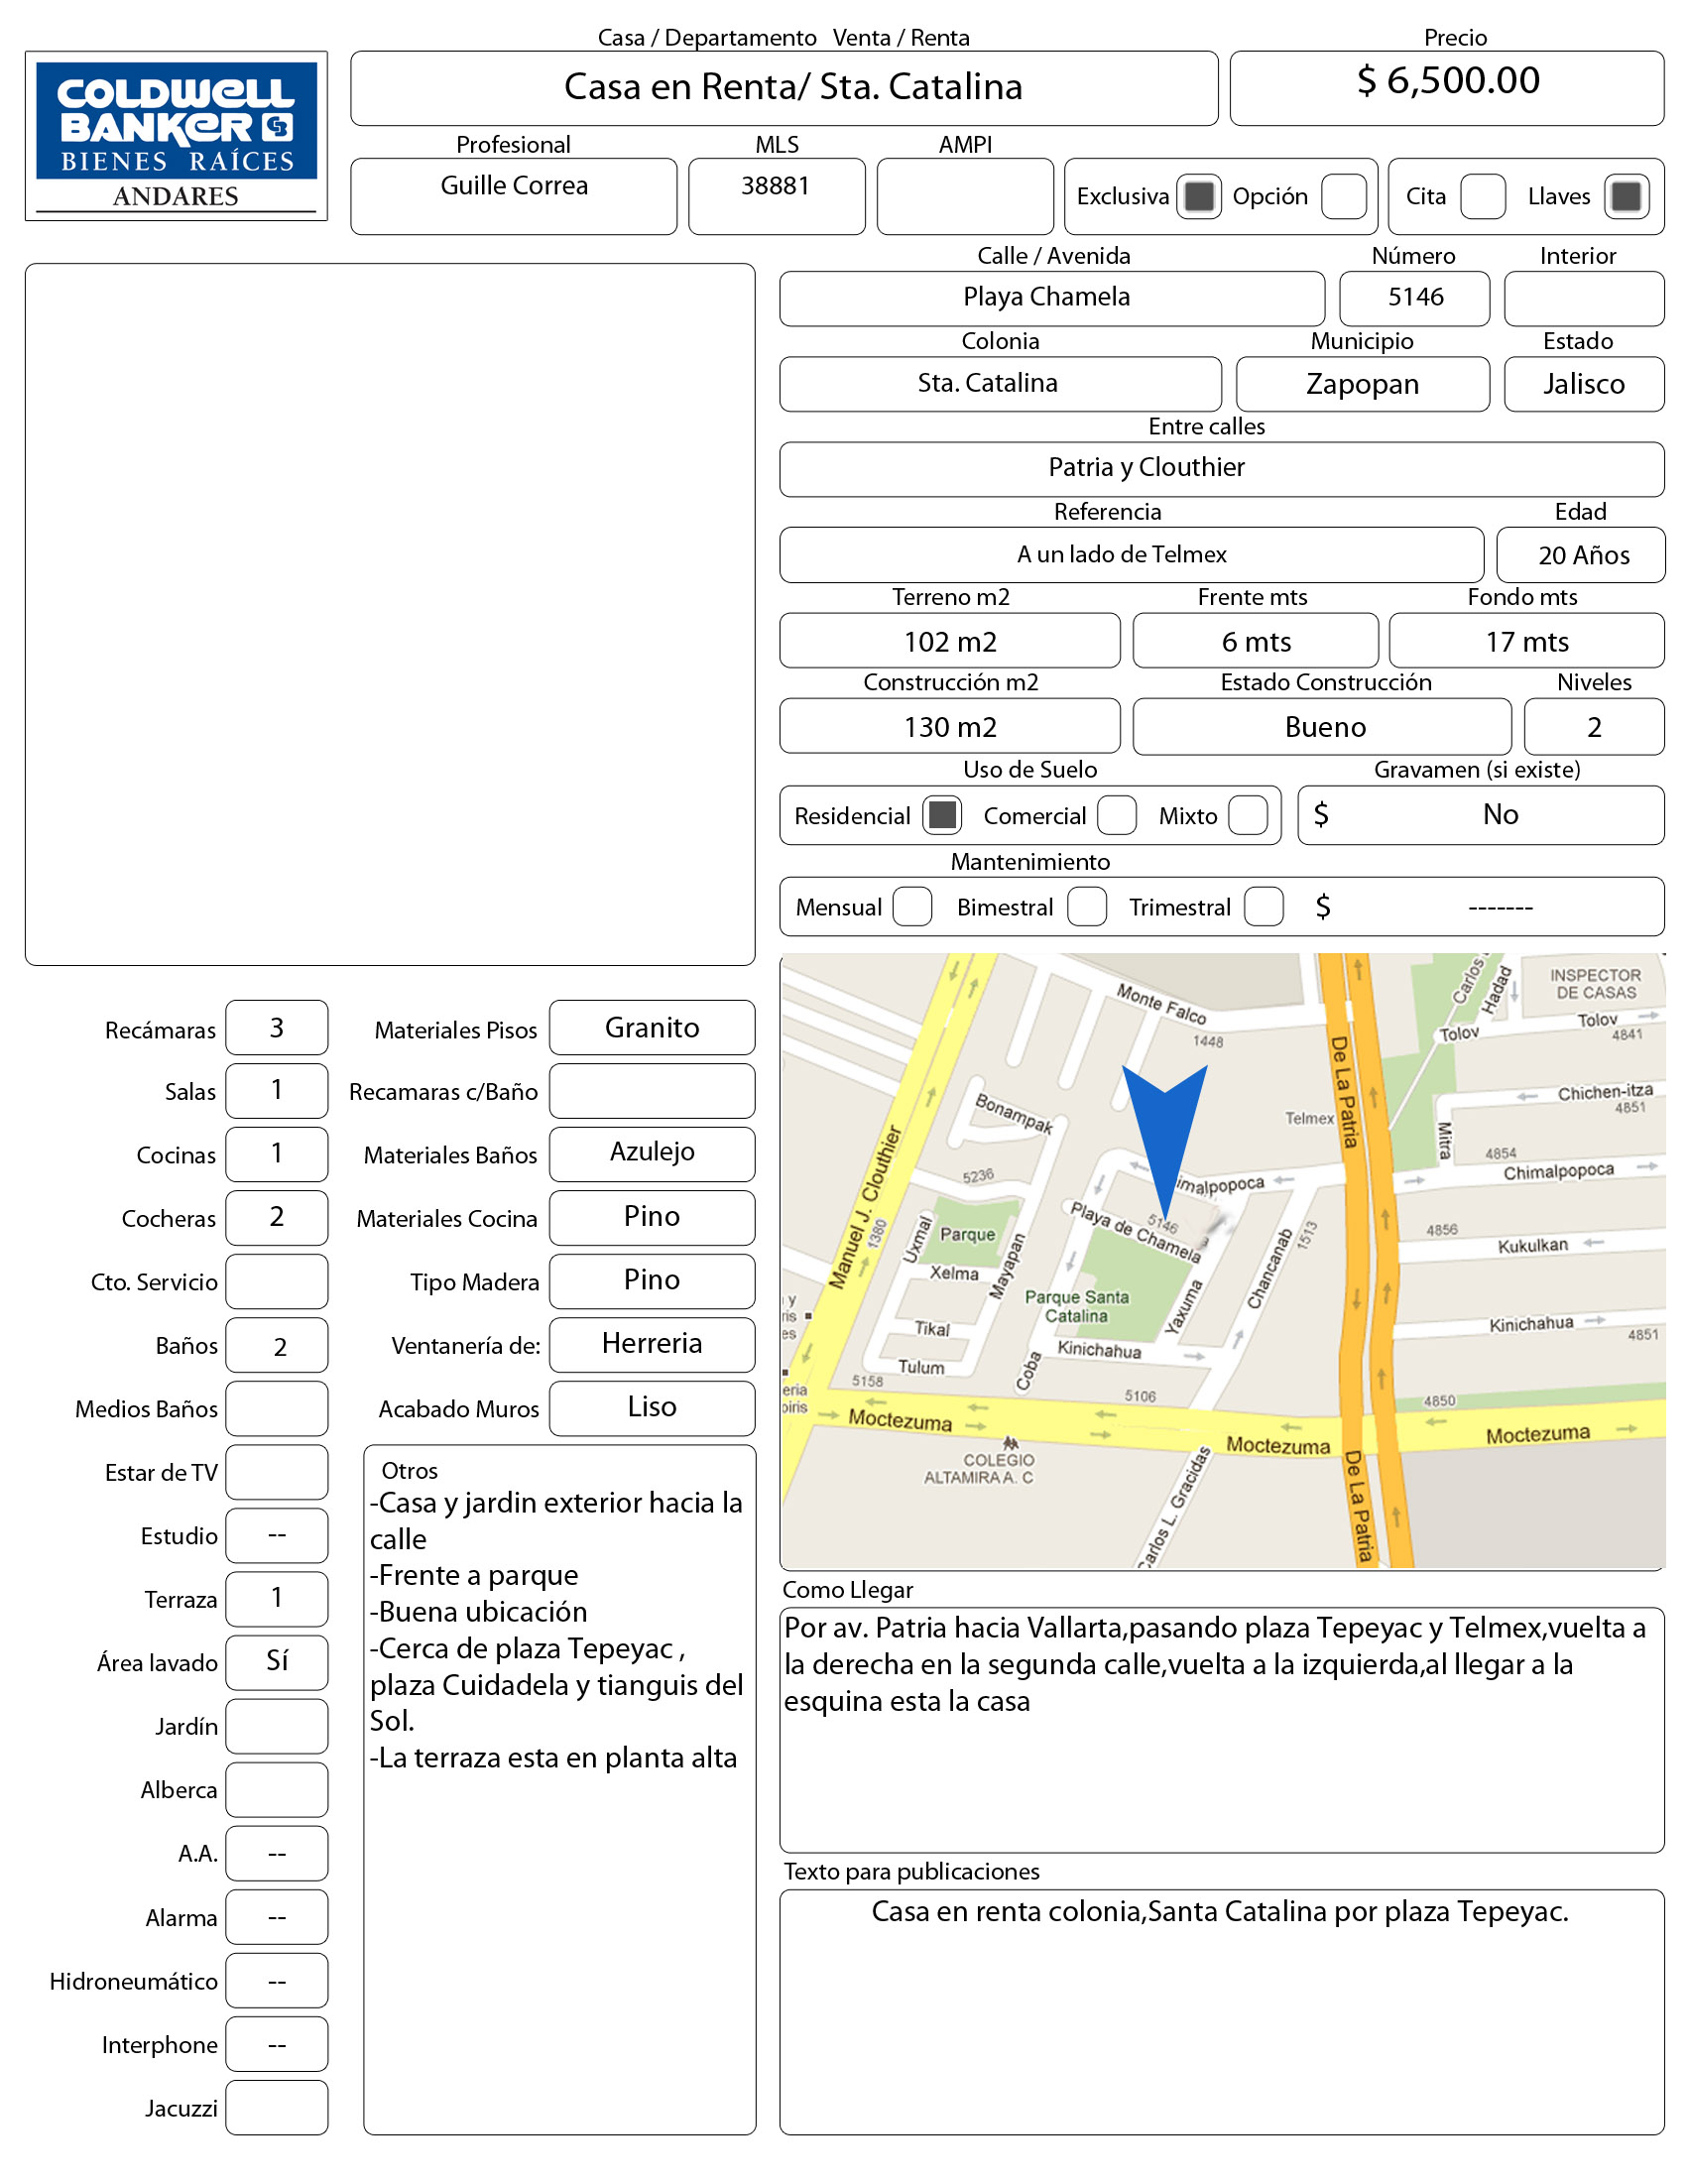 Casa / Departamento Venta / Renta
Precio
COLDWELL
BANKER CB
BIENES RAÍCES
ANDARES
Casa en Renta/ Sta. Catalina
$ 6,500.00
Profesional
MLS
AMPI
Guille Correa
38881
Exclusiva
Opción
Cita
Llaves
Calle / Avenida
Número
Interior
Playa Chamela
5146
Colonia
Municipio
Estado
Sta. Catalina
Zapopan
Jalisco
Entre calles
Patria y Clouthier
Referencia
Edad
A un lado de Telmex
20 Años
Terreno m2
Frente mts
Fondo mts
102 m2
6 mts
17 mts
Construcción m2
Estado Construcción
Niveles
130 m2
Bueno
2
Uso de Suelo
Gravamen (si existe)
Residencial
Comercial
Mixto
$ No
Mantenimiento
Mensual
Bimestral
Trimestral
$ -------
Recámaras 3
Salas 1
Cocinas 1
Cocheras 2
Cto. Servicio
Baños 2
Medios Baños
Estar de TV
Estudio --
Terraza 1
Área lavado Sí
Jardín
Alberca
A.A. --
Alarma --
Hidroneumático --
Interphone --
Jacuzzi
Materiales Pisos Granito
Recamaras c/Baño
Materiales Baños Azulejo
Materiales Cocina Pino
Tipo Madera Pino
Ventanería de: Herreria
Acabado Muros Liso
Otros
-Casa y jardin exterior hacia la
calle
-Frente a parque
-Buena ubicación
-Cerca de plaza Tepeyac ,
plaza Cuidadela y tianguis del
Sol.
-La terraza esta en planta alta
Monte Falco
1448
De La Patria
Carlos
Hadad
INSPECTOR
DE CASAS
Tolov
Tolov
4841
Chichen-itza
4851
Mitra
Telmex
Bonampak
Manuel J. Clouthier
1380
5236
4854
Chimalpopoca
imalpopoca
Playa de Chamela
5146
Parque
Uxmal
Mayapan
Xelma
Parque Santa
Catalina
Yaxuma
Chancanab
1513
4856
Kukulkan
Kinichahua
4851
Tikal
Tulum
Coba
Kinichahua
5158
5106
4850
Moctezuma
Moctezuma
Moctezuma
COLEGIO
ALTAMIRA A. C
Carlos L. Gracidas
De La Patria
Como Llegar
Por av. Patria hacia Vallarta,pasando plaza Tepeyac y Telmex,vuelta a
la derecha en la segunda calle,vuelta a la izquierda,al llegar a la
esquina esta la casa
Texto para publicaciones
Casa en renta colonia,Santa Catalina por plaza Tepeyac.